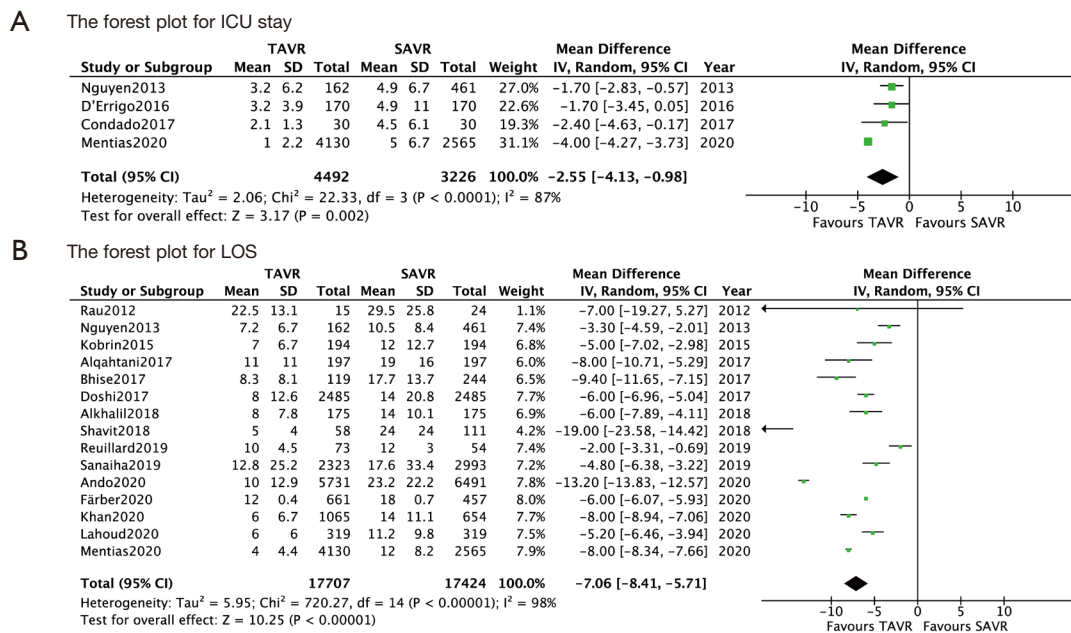 A The forest plot for ICU stay
TAVR SAVR Mean Difference Mean Difference
Study or Subgroup Mean SD Total Mean SD Total Weight IV, Random, 95% CI Year IV, Random, 95% CI
Nguyen2013 3.2 6.2 162 4.9 6.7 461 27.0% −1.70 [−2.83, −0.57] 2013
D'Errigo2016 3.2 3.9 170 4.9 11 170 22.6% −1.70 [−3.45, 0.05] 2016
Condado2017 2.1 1.3 30 4.5 6.1 30 19.3% −2.40 [−4.63, −0.17] 2017
Mentias2020 1 2.2 4130 5 6.7 2565 31.1% −4.00 [−4.27, −3.73] 2020
Total (95% CI) 4492 3226 100.0% −2.55 [−4.13, −0.98]
Heterogeneity: Tau² = 2.06; Chi² = 22.33, df = 3 (P < 0.0001); I² = 87%
Test for overall effect: Z = 3.17 (P = 0.002)
−10 −5 0 5 10
Favours TAVR Favours SAVR
B The forest plot for LOS
TAVR SAVR Mean Difference Mean Difference
Study or Subgroup Mean SD Total Mean SD Total Weight IV, Random, 95% CI Year IV, Random, 95% CI
Rau2012 22.5 13.1 15 29.5 25.8 24 1.1% −7.00 [−19.27, 5.27] 2012
Nguyen2013 7.2 6.7 162 10.5 8.4 461 7.4% −3.30 [−4.59, −2.01] 2013
Kobrin2015 7 6.7 194 12 12.7 194 6.8% −5.00 [−7.02, −2.98] 2015
Alqahtani2017 11 11 197 19 16 197 6.0% −8.00 [−10.71, −5.29] 2017
Bhise2017 8.3 8.1 119 17.7 13.7 244 6.5% −9.40 [−11.65, −7.15] 2017
Doshi2017 8 12.6 2485 14 20.8 2485 7.7% −6.00 [−6.96, −5.04] 2017
Alkhalil2018 8 7.8 175 14 10.1 175 6.9% −6.00 [−7.89, −4.11] 2018
Shavit2018 5 4 58 24 24 111 4.2% −19.00 [−23.58, −14.42] 2018
Reuillard2019 10 4.5 73 12 3 54 7.4% −2.00 [−3.31, −0.69] 2019
Sanaiha2019 12.8 25.2 2323 17.6 33.4 2993 7.2% −4.80 [−6.38, −3.22] 2019
Ando2020 10 12.9 5731 23.2 22.2 6491 7.8% −13.20 [−13.83, −12.57] 2020
Färber2020 12 0.4 661 18 0.7 457 8.0% −6.00 [−6.07, −5.93] 2020
Khan2020 6 6.7 1065 14 11.1 654 7.7% −8.00 [−8.94, −7.06] 2020
Lahoud2020 6 6 319 11.2 9.8 319 7.5% −5.20 [−6.46, −3.94] 2020
Mentias2020 4 4.4 4130 12 8.2 2565 7.9% −8.00 [−8.34, −7.66] 2020
Total (95% CI) 17707 17424 100.0% −7.06 [−8.41, −5.71]
Heterogeneity: Tau² = 5.95; Chi² = 720.27, df = 14 (P < 0.00001); I² = 98%
Test for overall effect: Z = 10.25 (P < 0.00001)
−10 −5 0 5 10
Favours TAVR Favours SAVR